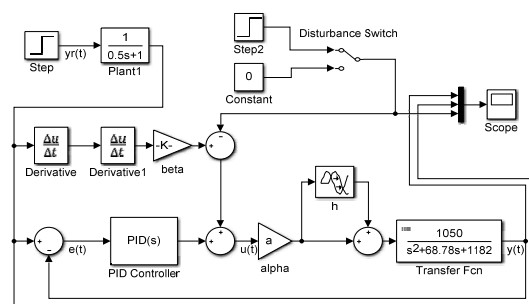 Step
yr(t)
1
0.5s+1
Plant1
Step2
Disturbance Switch
0
Constant
Scope
Δu
Δt
Derivative
Δu
Δt
Derivative1
-K-
beta
h
e(t)
PID(s)
PID Controller
u(t)
a
alpha
1050
s2+68.78s+1182
Transfer Fcn
y(t)